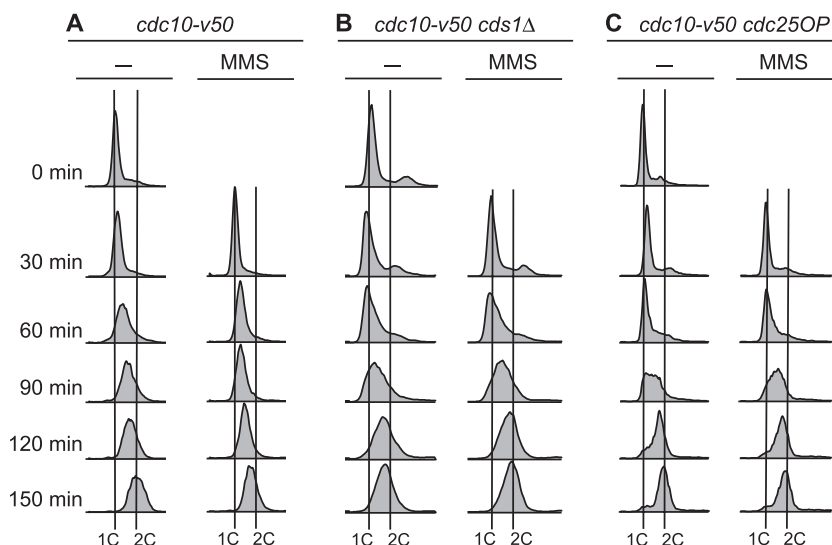 A cdc10-v50 B cdc10-v50 cds1Δ C cdc10-v50 cdc25OP
– MMS – MMS – MMS
0 min
30 min
60 min
90 min
120 min
150 min
1C 2C 1C 2C 1C 2C 1C 2C 1C 2C 1C 2C